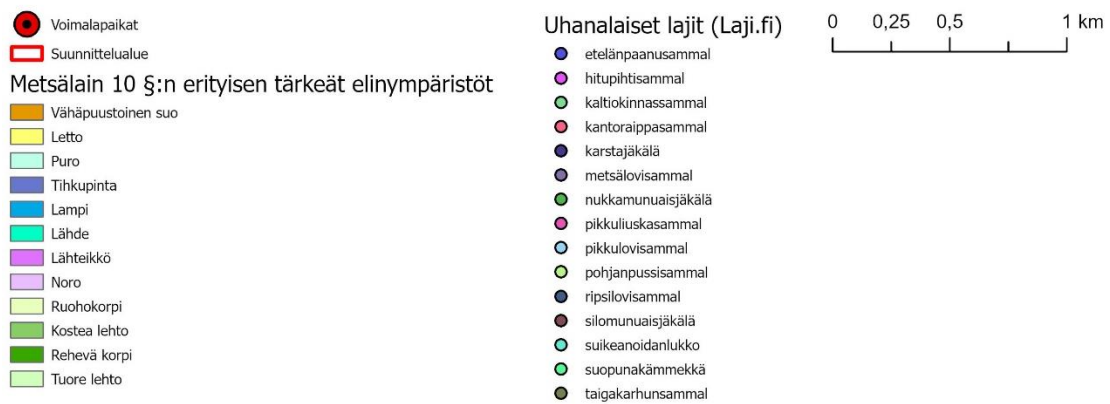 Voimalapaikat
Suunnittelualue
Metsälain 10 §:n erityisen tärkeät elinympäristöt
Vähäpuustoinen suo
Letto
Puro
Tihkupinta
Lampi
Lähde
Lähteikkö
Noro
Ruohokorpi
Kostea lehto
Rehevä korpi
Tuore lehto
Uhanalaiset lajit (Laji.fi)
etelänpaanusammal
hitupihtisammal
kaltiokinnassammal
kantoraippasammal
karstajäkälä
metsälovisammal
nukkamunuaisjäkälä
pikkuliuskasammal
pikkulovisammal
pohjanpussisammal
ripsilovisammal
silomunuaisjäkälä
suikeanoidanlukko
suopunakämmekkä
taigakarhunsammal
0 0,25 0,5 1 km